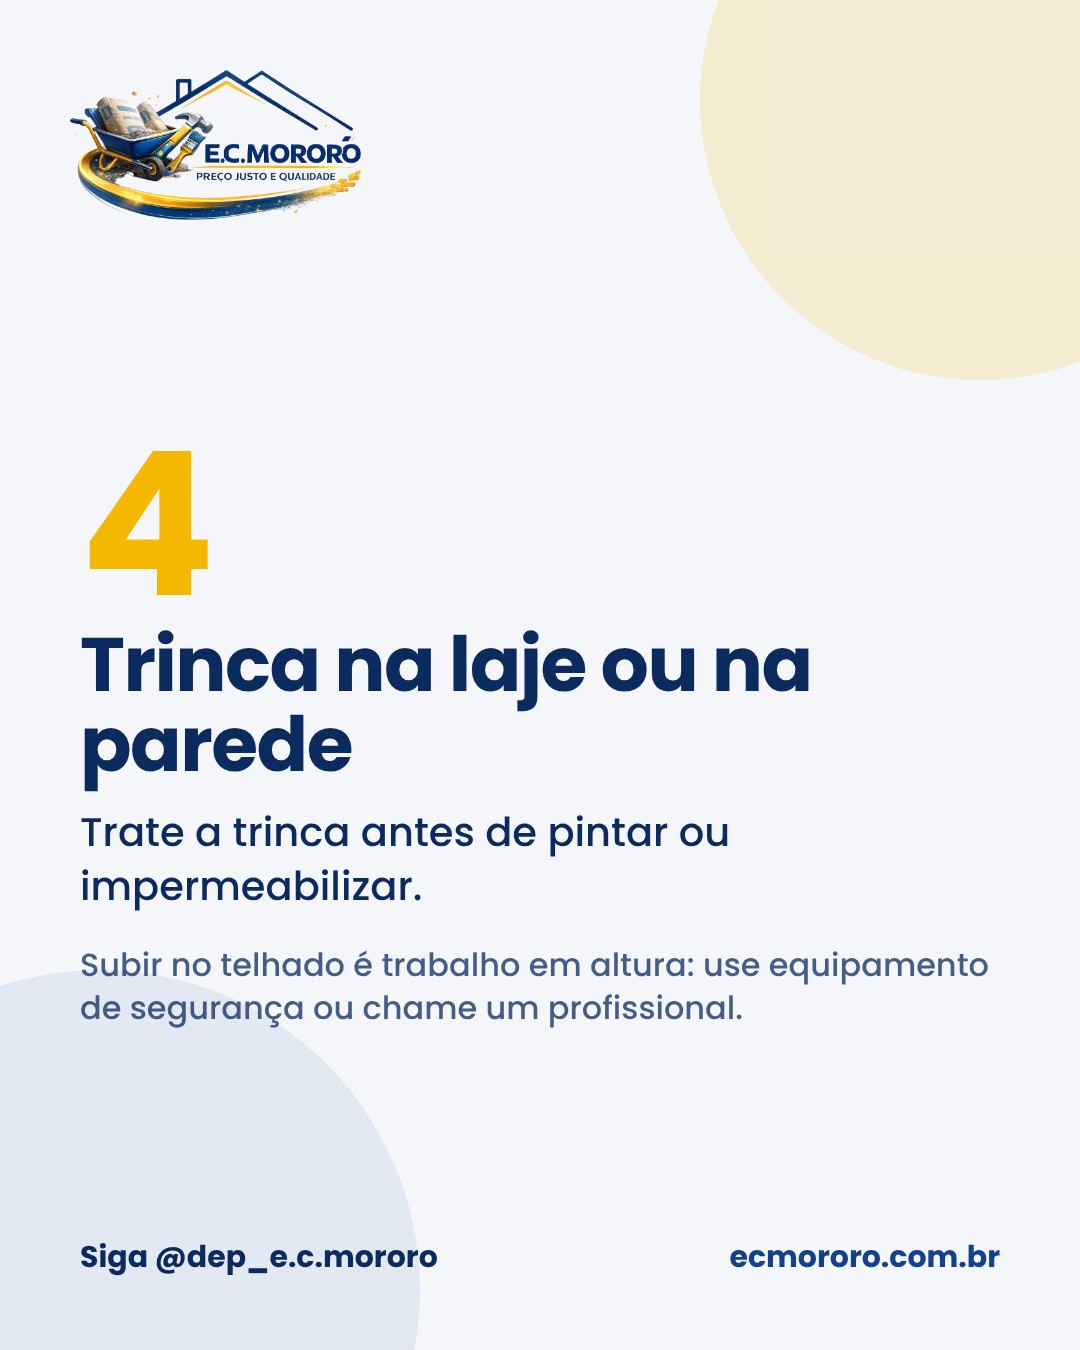 E.C.MORORÓ
PREÇO JUSTO E QUALIDADE
4
Trinca na laje ou na
parede
Trate a trinca antes de pintar ou
impermeabilizar.
Subir no telhado é trabalho em altura: use equipamento
de segurança ou chame um profissional.
Siga @dep_e.c.mororo
ecmororo.com.br